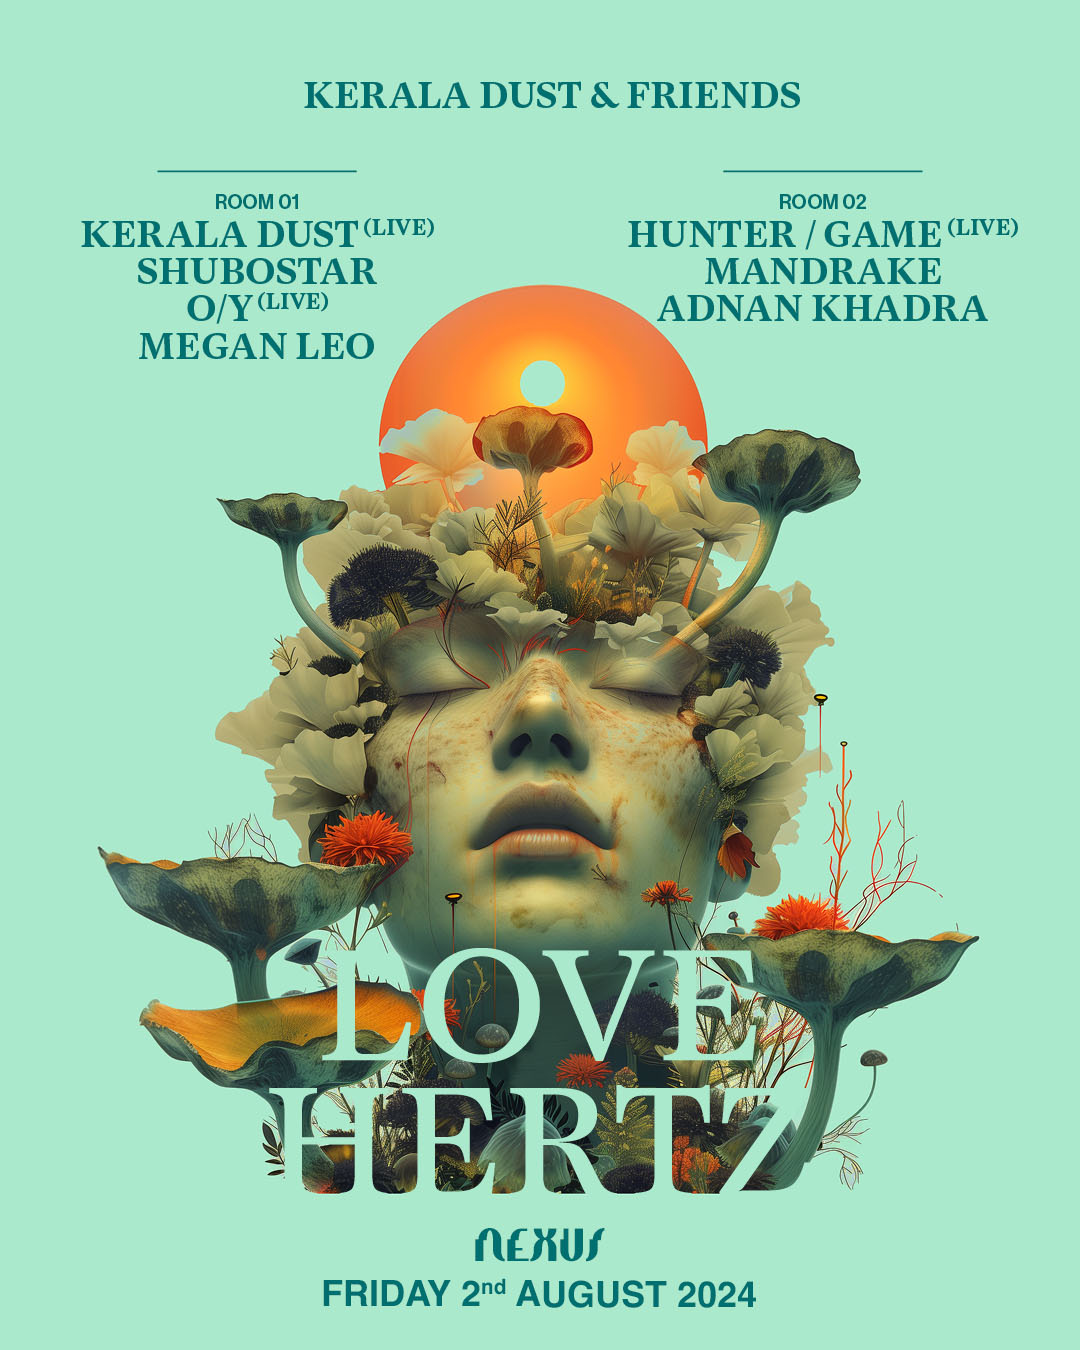 KERALA DUST & FRIENDS
ROOM 01
KERALA DUST (LIVE)
SHUBOSTAR
O/Y (LIVE)
MEGAN LEO
ROOM 02
HUNTER / GAME (LIVE)
MANDRAKE
ADNAN KHADRA
LOVE
HERTZ
NEXUS
FRIDAY 2nd AUGUST 2024